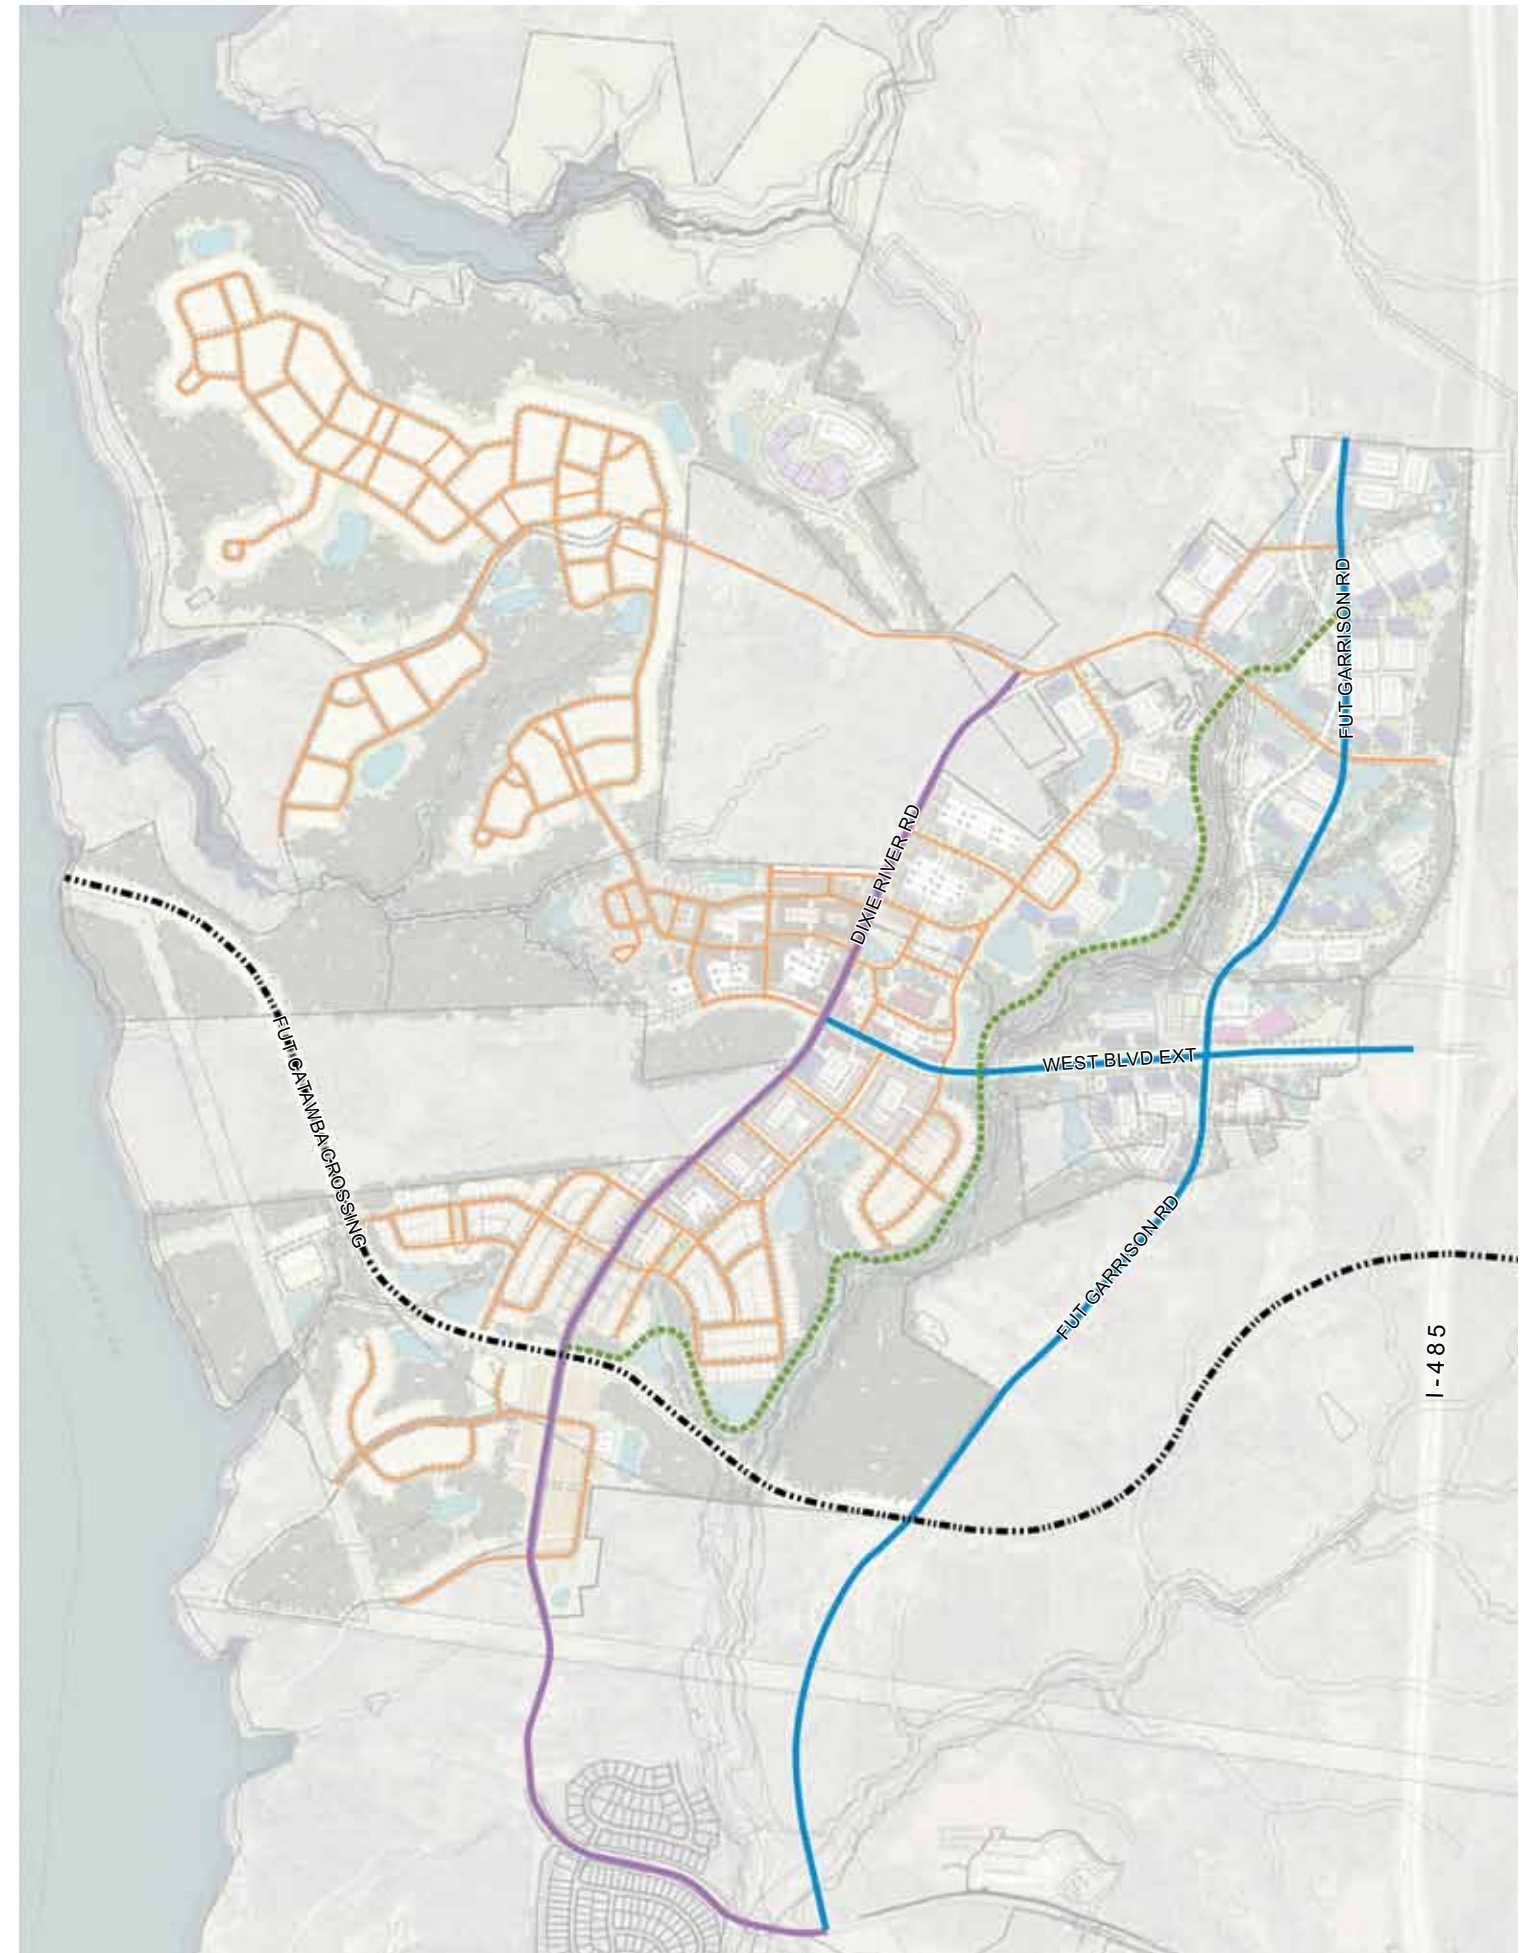 FUT GARRISON RD
DIXIE RIVER RD
WEST BLVD EXT
FUT CATAWBA CROSSING
FUT GARRISON RD
I-485